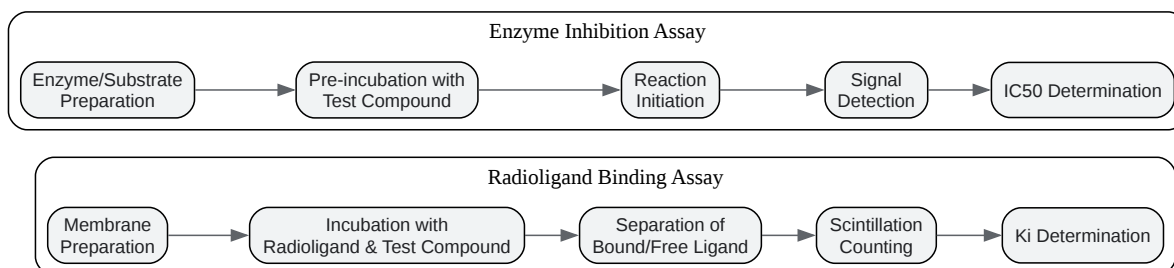 Enzyme Inhibition Assay
Enzyme/Substrate
Preparation
Pre-incubation with
Test Compound
Reaction
Initiation
Signal
Detection
IC50 Determination
Radioligand Binding Assay
Membrane
Preparation
Incubation with
Radioligand & Test Compound
Separation of
Bound/Free Ligand
Scintillation
Counting
Ki Determination